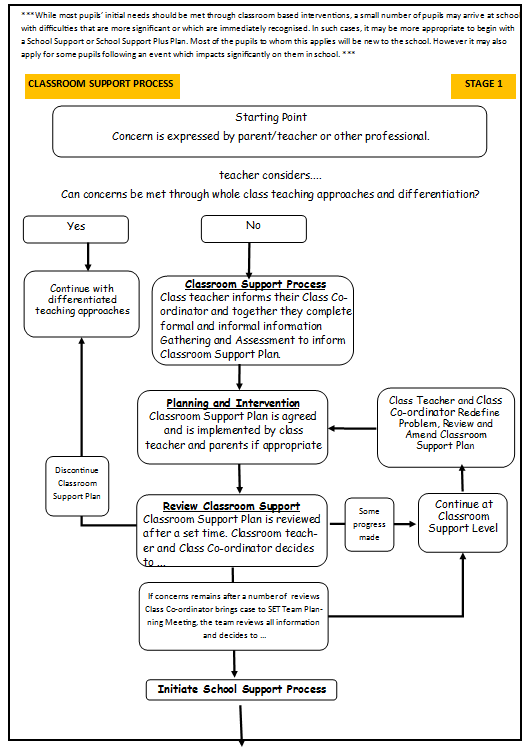 ***While most pupils' initial needs should be met through classroom based interventions, a small number of pupils may arrive at school
with difficulties that are more significant or which are immediately recognised. In such cases, it may be more appropriate to begin with
a School Support or School Support Plus Plan. Most of the pupils to whom this applies will be new to the school. However it may also
apply for some pupils following an event which impacts significantly on them in school. ***
CLASSROOM SUPPORT PROCESS
STAGE 1
Starting Point
Concern is expressed by parent/teacher or other professional.
teacher considers....
Can concerns be met through whole class teaching approaches and differentiation?
Yes
No
Continue with
differentiated
teaching approaches
Classroom Support Process
Class teacher informs their Class Co-
ordinator and together they complete
formal and informal information
Gathering and Assessment to inform
Classroom Support Plan.
Planning and Intervention
Classroom Support Plan is agreed
and is implemented by class
teacher and parents if appropriate
Class Teacher and Class
Co-ordinator Redefine
Problem, Review and
Amend Classroom
Support Plan
Discontinue
Classroom
Support Plan
Review Classroom Support
Classroom Support Plan is reviewed
after a set time. Classroom teach-
er and Class Co-ordinator decides
to ...
Some
progress
made
Continue at
Classroom
Support Level
If concerns remains after a number of reviews
Class Co-ordinator brings case to SET Team Plan-
ning Meeting, the team reviews all information
and decides to ...
Initiate School Support Process